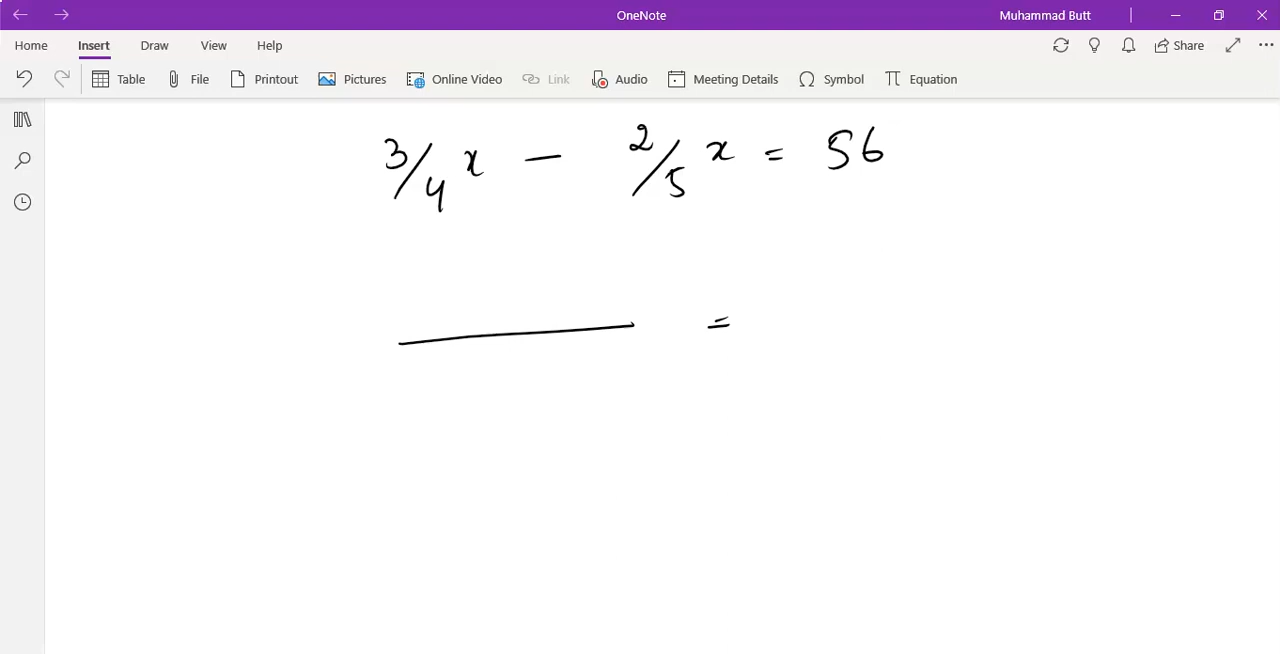 OneNote
Muhammad Butt
Home Insert Draw View Help
Share
Table File Printout Pictures Online Video Link Audio Meeting Details Symbol Equation
3/4 x - 2/5 x = 56
=